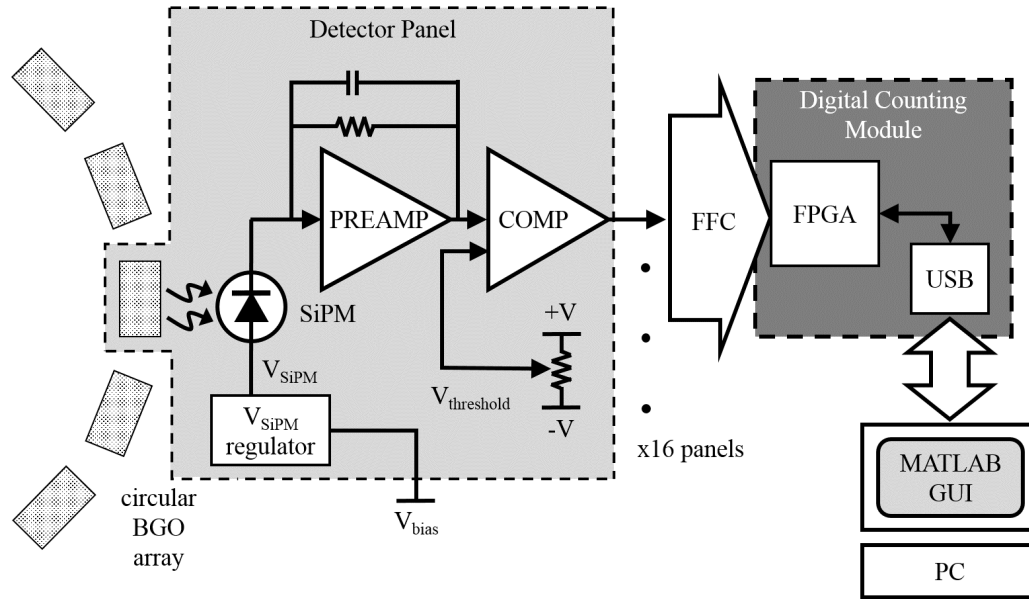 Detector Panel
PREAMP
COMP
SiPM
V_SiPM
V_SiPM
regulator
V_bias
V_threshold
+V
-V
circular
BGO
array
x16 panels
FFC
Digital Counting
Module
FPGA
USB
MATLAB
GUI
PC